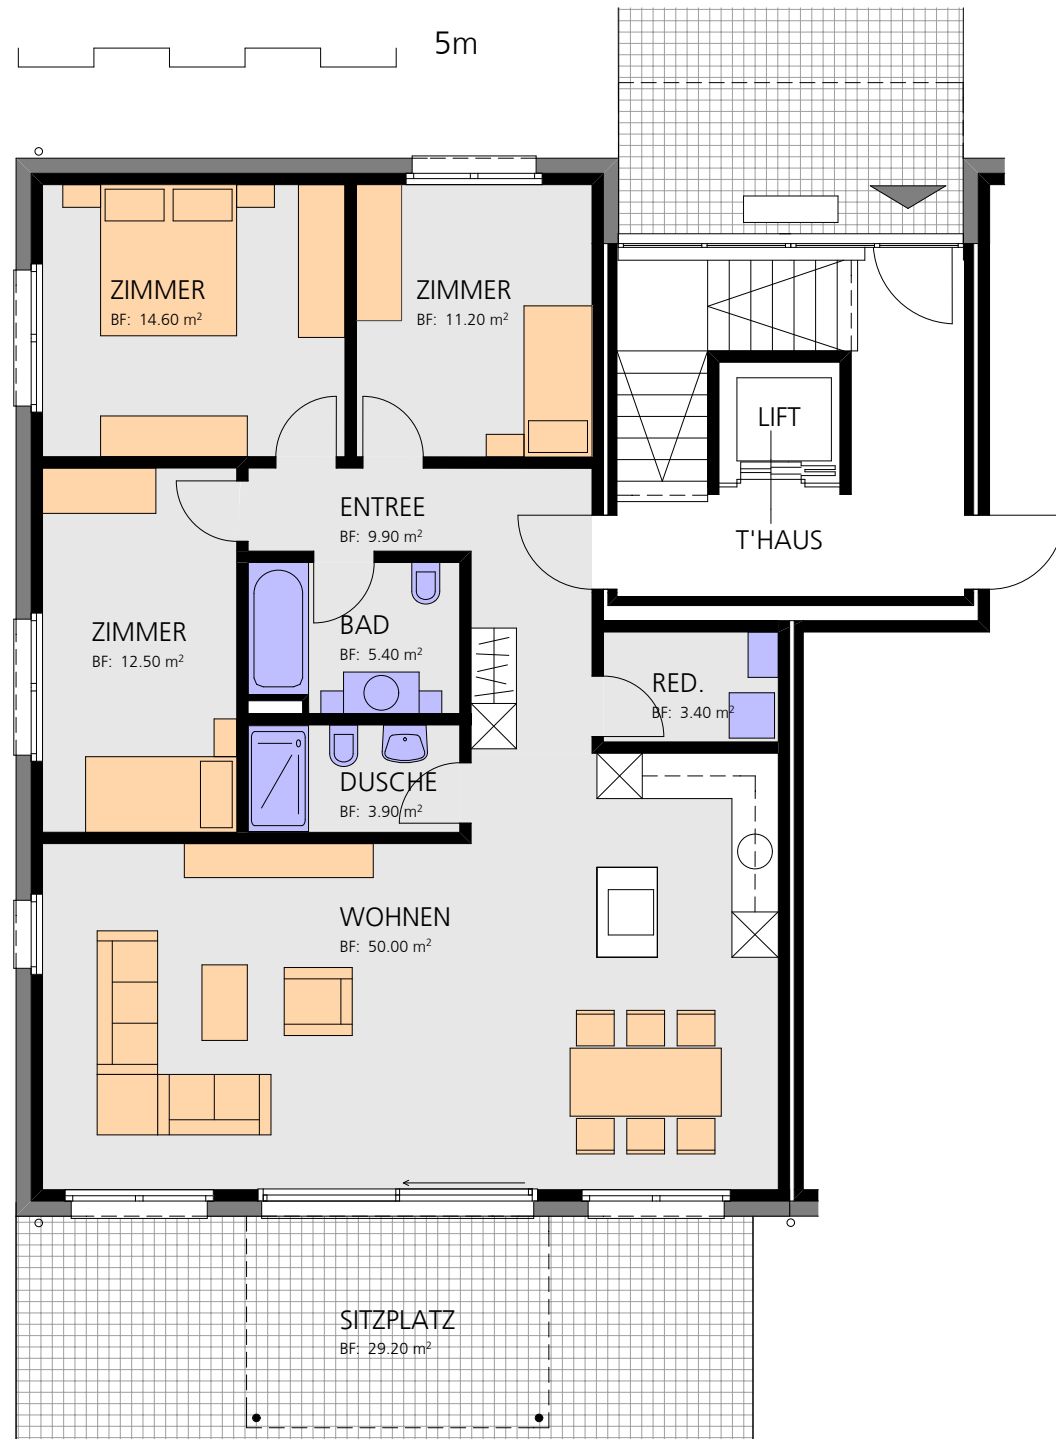 5m
ZIMMER
BF: 14.60 m²
ZIMMER
BF: 11.20 m²
LIFT
ENTREE
BF: 9.90 m²
T'HAUS
ZIMMER
BF: 12.50 m²
BAD
BF: 5.40 m²
RED.
BF: 3.40 m²
DUSCHE
BF: 3.90 m²
WOHNEN
BF: 50.00 m²
SITZPLATZ
BF: 29.20 m²